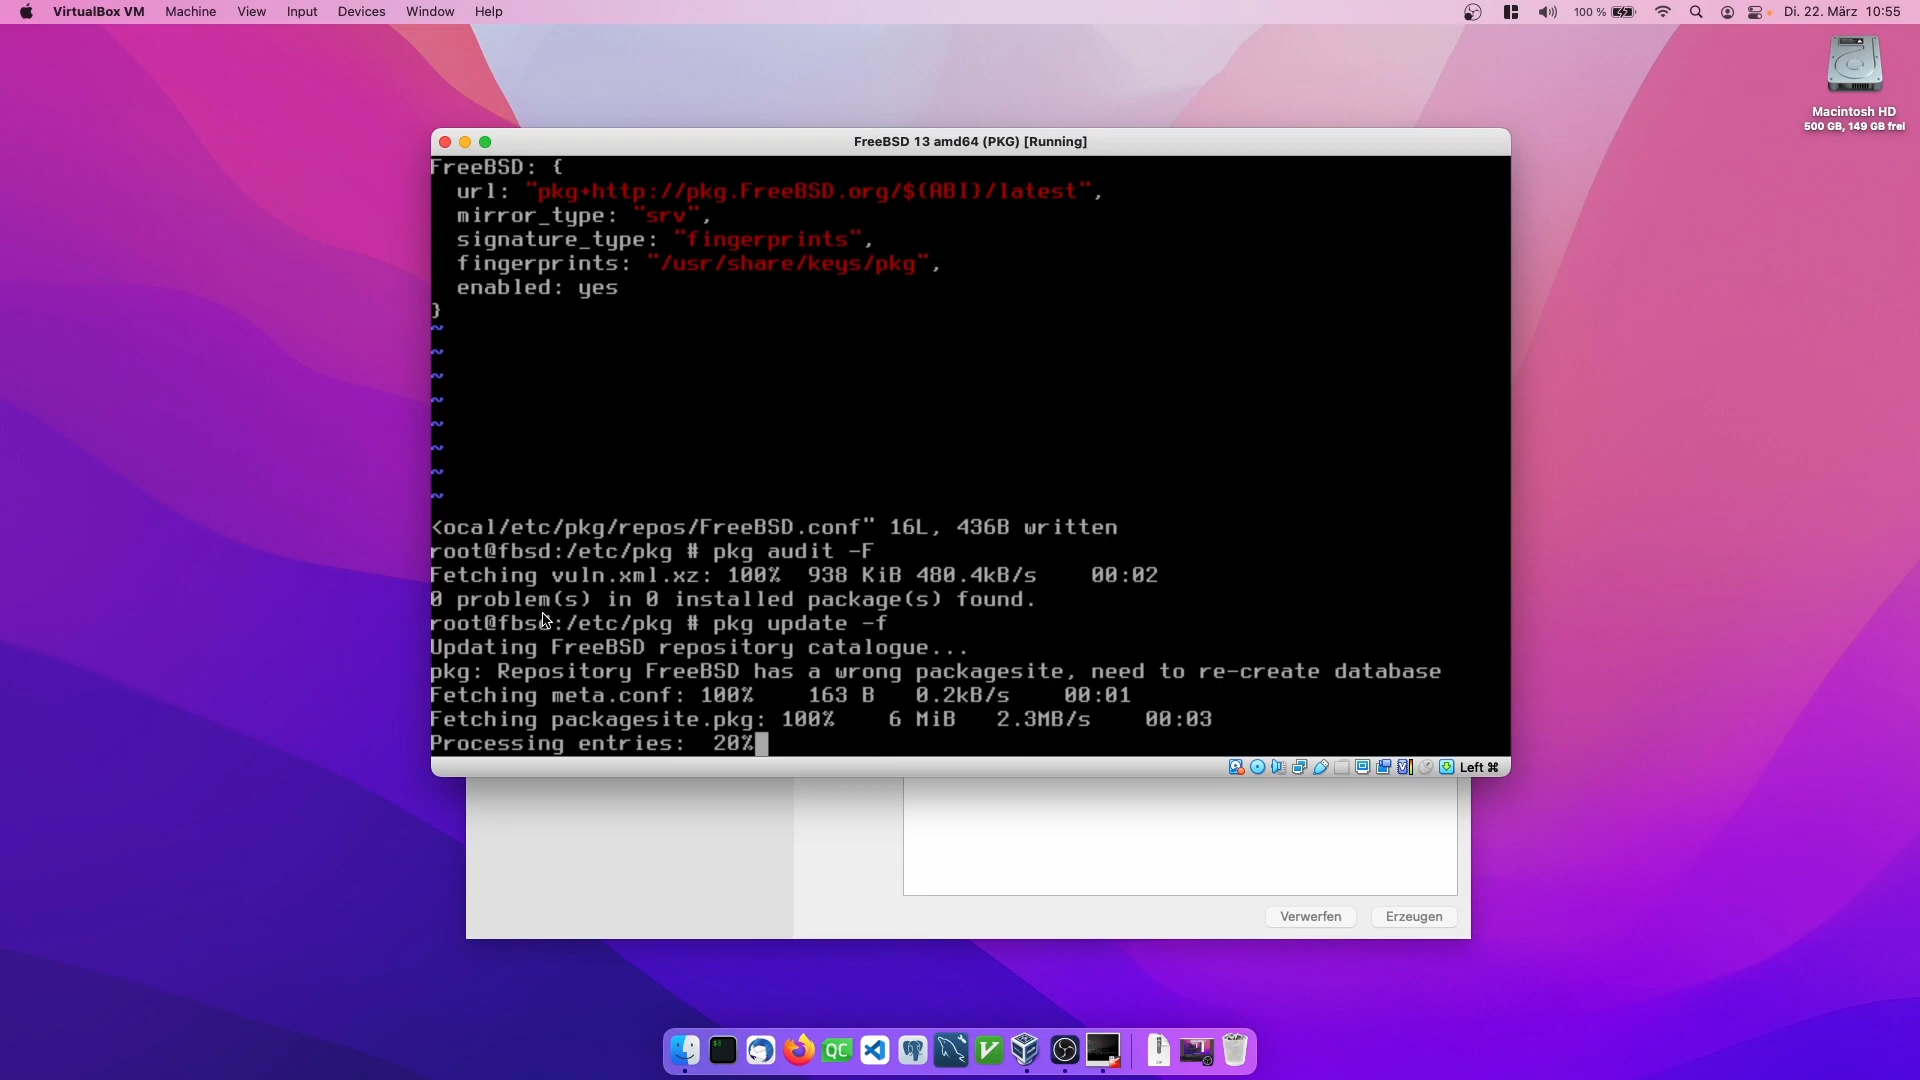 VirtualBox VM Machine View Input Devices Window Help 100 % Di. 22. März 10:55
Macintosh HD
500 GB, 149 GB frei
FreeBSD 13 amd64 (PKG) [Running]
FreeBSD: {
url: "pkg+http://pkg.FreeBSD.org/${ABI}/latest",
mirror_type: "srv",
signature_type: "fingerprints",
fingerprints: "/usr/share/keys/pkg",
enabled: yes
}
~
~
~
~
~
~
~
~
<ocal/etc/pkg/repos/FreeBSD.conf" 16L, 436B written
root@fbsd:/etc/pkg # pkg audit -F
Fetching vuln.xml.xz: 100% 938 KiB 480.4kB/s 00:02
0 problem(s) in 0 installed package(s) found.
root@fbsd:/etc/pkg # pkg update -f
Updating FreeBSD repository catalogue...
pkg: Repository FreeBSD has a wrong packagesite, need to re-create database
Fetching meta.conf: 100% 163 B 0.2kB/s 00:01
Fetching packagesite.pkg: 100% 6 MiB 2.3MB/s 00:03
Processing entries: 20%
Left ⌘
Verwerfen Erzeugen
QC